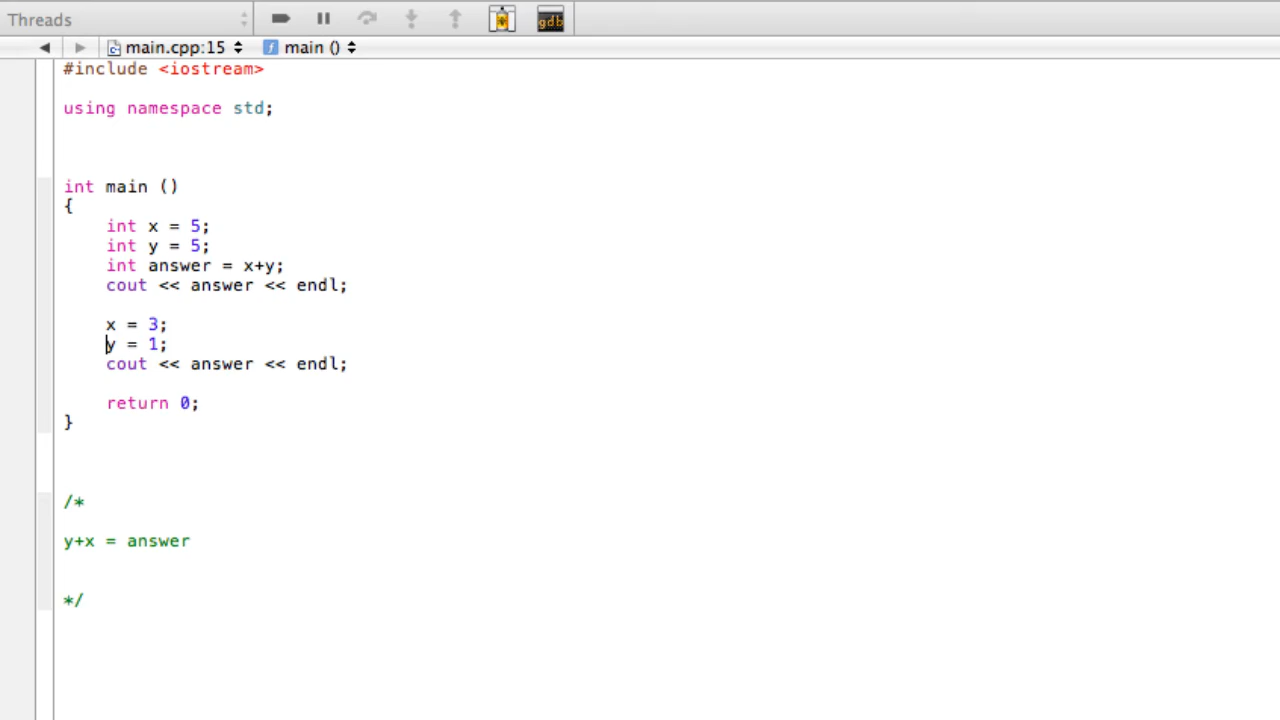 Threads
gdb
main.cpp:15 main ()
#include <iostream>
using namespace std;
int main ()
{
int x = 5;
int y = 5;
int answer = x+y;
cout << answer << endl;
x = 3;
y = 1;
cout << answer << endl;
return 0;
}
/*
y+x = answer
*/